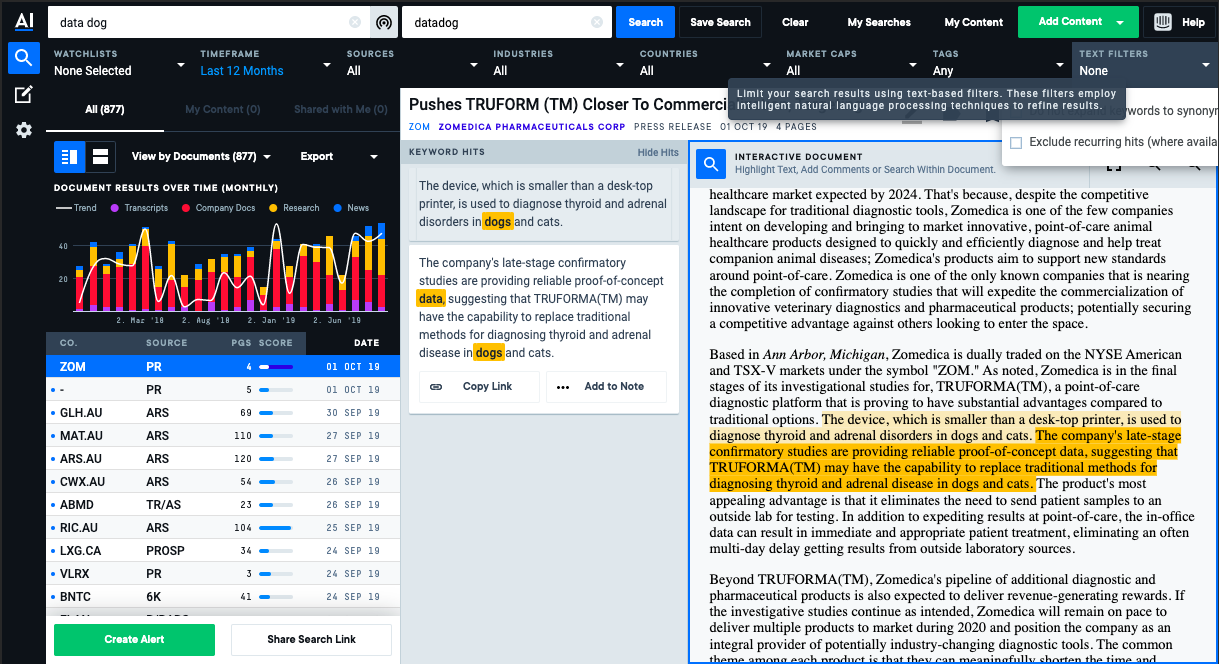 AI
data dog
datadog
Search
Save Search
Clear
My Searches
My Content
Add Content
Help
WATCHLISTS
None Selected
TIMEFRAME
Last 12 Months
SOURCES
All
INDUSTRIES
All
COUNTRIES
All
MARKET CAPS
All
TAGS
Any
TEXT FILTERS
None
Limit your search results using text-based filters. These filters employ
intelligent natural language processing techniques to refine results.
keywords to synonym
Exclude recurring hits (where availa
All (877)
My Content (0)
Shared with Me (0)
View by Documents (877)
Export
DOCUMENT RESULTS OVER TIME (MONTHLY)
Trend
Transcripts
Company Docs
Research
News
40
20
2. Mar '18
2. Aug '18
2. Jan '19
2. Jun '19
CO. SOURCE PGS SCORE DATE
ZOM PR 4 01 OCT 19
- PR 5 01 OCT 19
GLH.AU ARS 69 30 SEP 19
MAT.AU ARS 110 27 SEP 19
ARS.AU ARS 120 27 SEP 19
CWX.AU ARS 54 26 SEP 19
ABMD TR/AS 23 26 SEP 19
RIC.AU ARS 104 25 SEP 19
LXG.CA PROSP 34 24 SEP 19
VLRX PR 3 24 SEP 19
BNTC 6K 41 24 SEP 19
Create Alert
Share Search Link
Pushes TRUFORM (TM) Closer To Commerci
ZOM ZOMEDICA PHARMACEUTICALS CORP PRESS RELEASE 01 OCT 19 4 PAGES
KEYWORD HITS
Hide Hits
The device, which is smaller than a desk-top
printer, is used to diagnose thyroid and adrenal
disorders in dogs and cats.
The company's late-stage confirmatory
studies are providing reliable proof-of-concept
data, suggesting that TRUFORMA(TM) may
have the capability to replace traditional
methods for diagnosing thyroid and adrenal
disease in dogs and cats.
Copy Link
Add to Note
INTERACTIVE DOCUMENT
Highlight Text, Add Comments or Search Within Document.
healthcare market expected by 2024. That's because, despite the competitive
landscape for traditional diagnostic tools, Zomedica is one of the few companies
intent on developing and bringing to market innovative, point-of-care animal
healthcare products designed to quickly and efficiently diagnose and help treat
companion animal diseases; Zomedica's products aim to support new standards
around point-of-care. Zomedica is one of the only known companies that is nearing
the completion of confirmatory studies that will expedite the commercialization of
innovative veterinary diagnostics and pharmaceutical products; potentially securing
a competitive advantage against others looking to enter the space.
Based in Ann Arbor, Michigan, Zomedica is dually traded on the NYSE American
and TSX-V markets under the symbol "ZOM." As noted, Zomedica is in the final
stages of its investigational studies for, TRUFORMA(TM), a point-of-care
diagnostic platform that is proving to have substantial advantages compared to
traditional options. The device, which is smaller than a desk-top printer, is used to
diagnose thyroid and adrenal disorders in dogs and cats. The company's late-stage
confirmatory studies are providing reliable proof-of-concept data, suggesting that
TRUFORMA(TM) may have the capability to replace traditional methods for
diagnosing thyroid and adrenal disease in dogs and cats. The product's most
appealing advantage is that it eliminates the need to send patient samples to an
outside lab for testing. In addition to expediting results at point-of-care, the in-office
data can result in immediate and appropriate patient treatment, eliminating an often
multi-day delay getting results from outside laboratory sources.
Beyond TRUFORMA(TM), Zomedica's pipeline of additional diagnostic and
pharmaceutical products is also expected to deliver revenue-generating rewards. If
the investigative studies continue as intended, Zomedica will remain on pace to
deliver multiple products to market during 2020 and position the company as an
integral provider of potentially industry-changing diagnostic tools. The common
theme among each product is that they can meaningfully shorten the time and